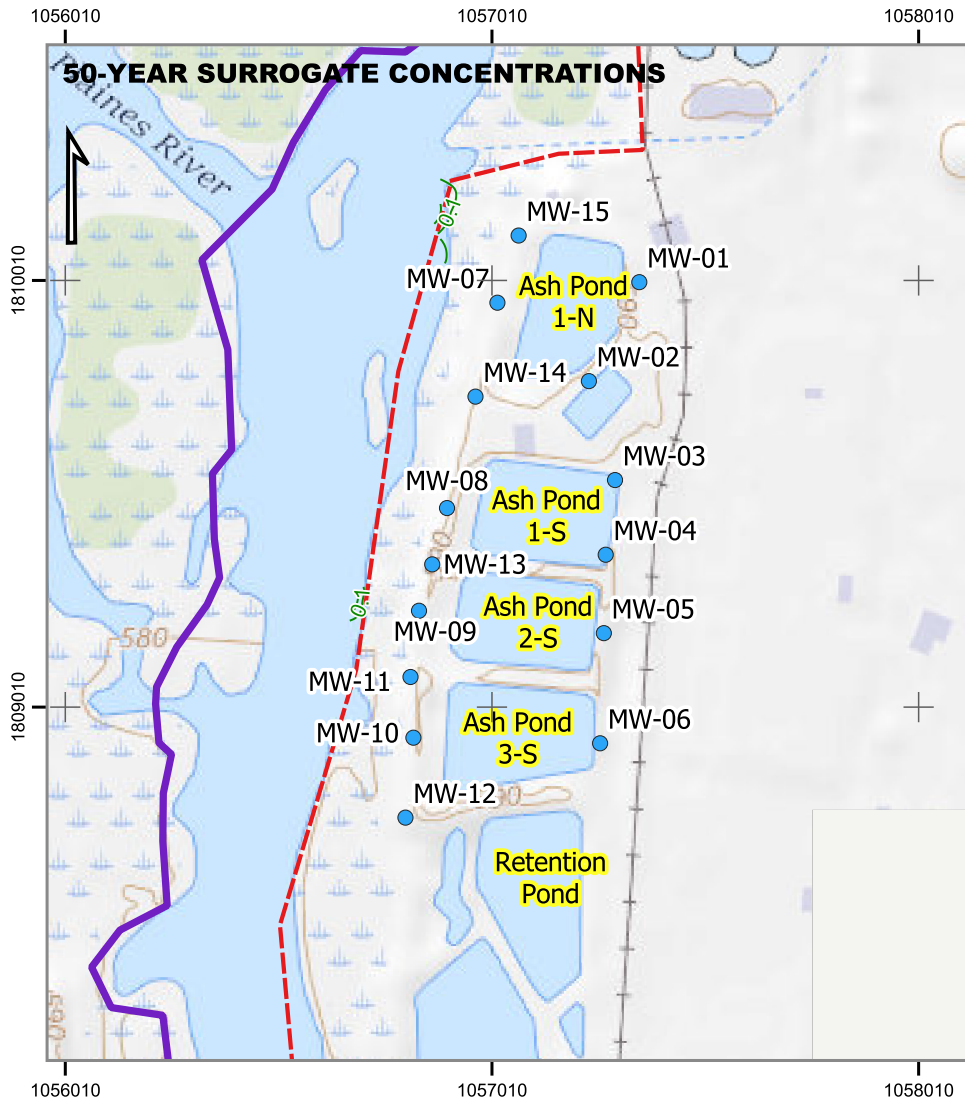 1056010
1057010
1058010
50-YEAR SURROGATE CONCENTRATIONS
Plaines River
0.1
MW-15
MW-01
1810010
MW-07
Ash Pond
1-N
MW-02
MW-14
MW-03
MW-08
Ash Pond
1-S
MW-04
MW-13
0.1
Ash Pond
2-S
MW-05
MW-09
580
MW-11
1809010
Ash Pond
3-S
MW-06
MW-10
MW-12
Retention
Pond
1056010
1057010
1058010